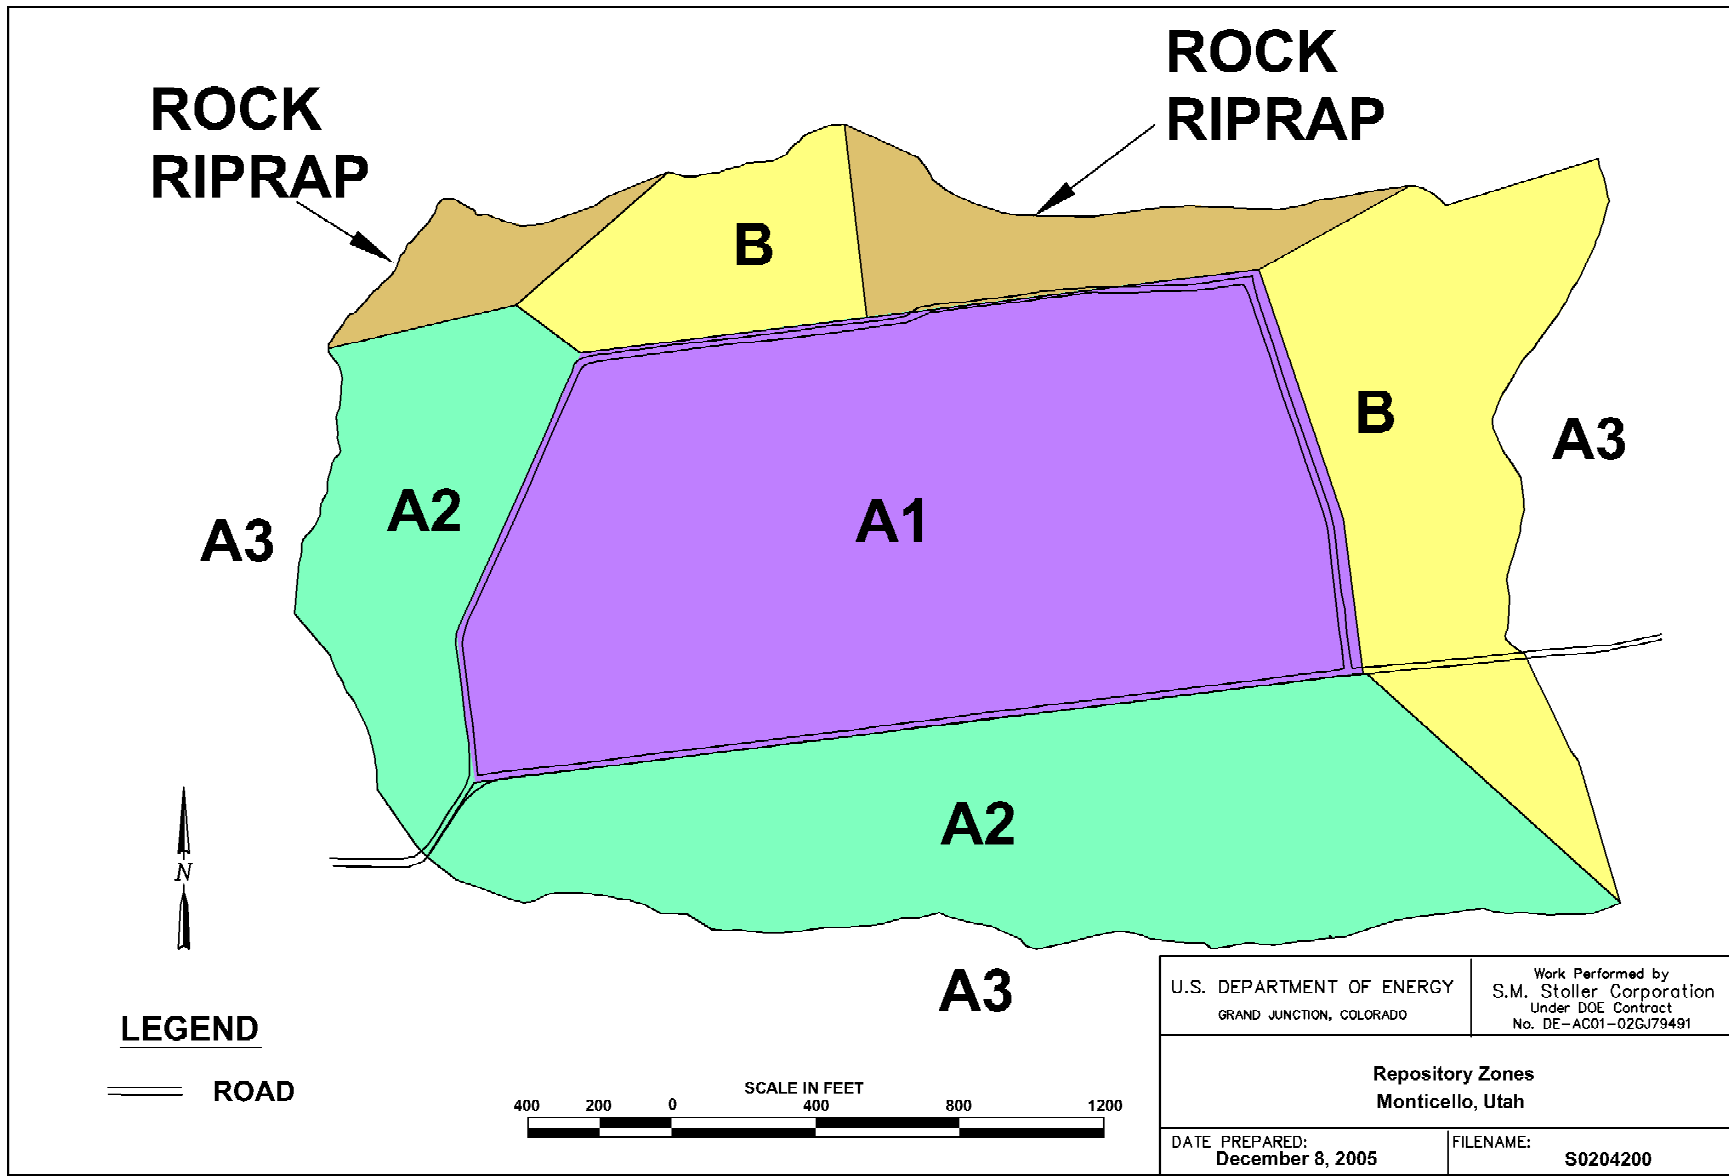 ROCK
RIPRAP
ROCK
RIPRAP
B
B
A3
A2
A1
A3
A2
A3
N
LEGEND
ROAD
SCALE IN FEET
400 200 0 400 800 1200
U.S. DEPARTMENT OF ENERGY
GRAND JUNCTION, COLORADO
Work Performed by
S.M. Stoller Corporation
Under DOE Contract
No. DE-AC01-02GJ79491
Repository Zones
Monticello, Utah
DATE PREPARED:
December 8, 2005
FILENAME:
S0204200